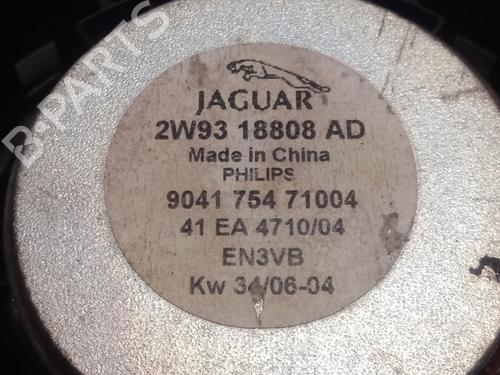 B-PARTS
JAGUAR
2W93 18808 AD
Made in China
PHILIPS
9041 754 71004
41 EA 4710/04
EN3VB
Kw 34/06-04